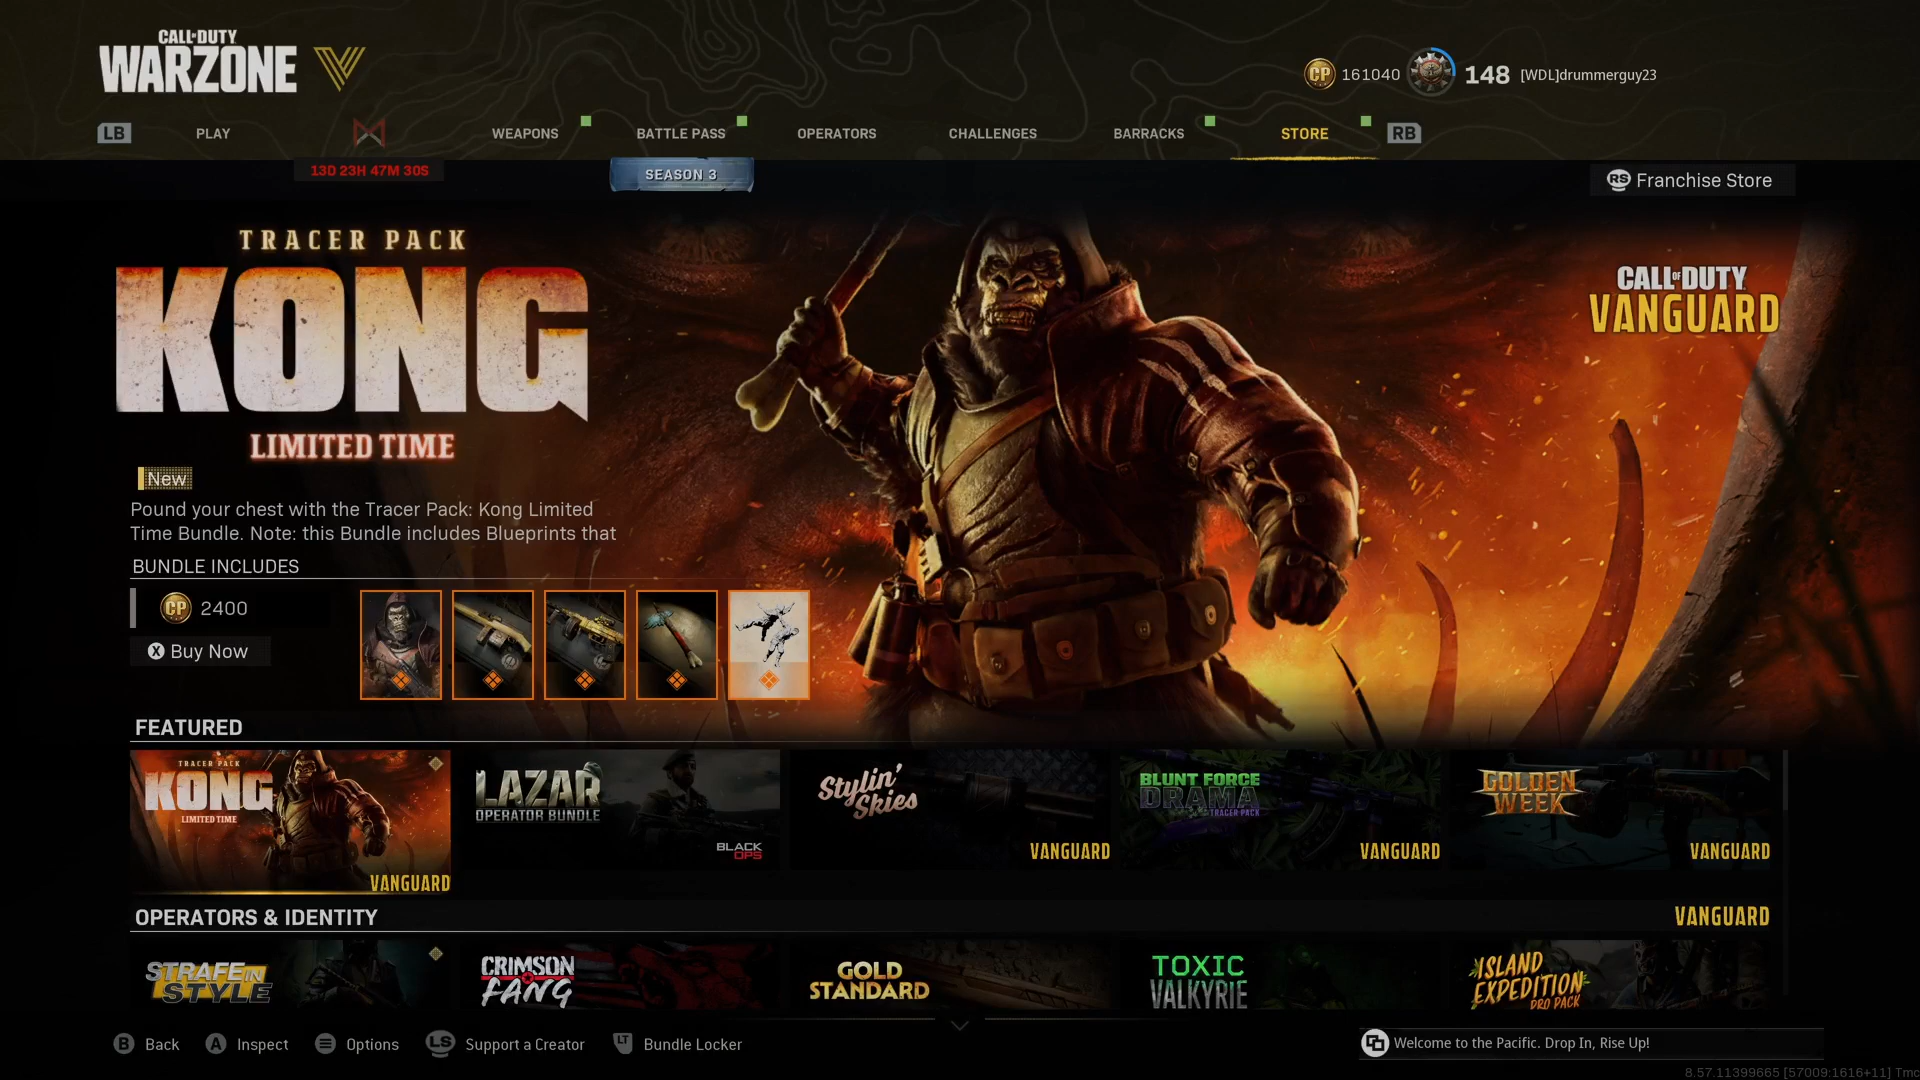 CALL OF DUTY
WARZONE
CP 161040 148 [WDL]drummerguy23
LB PLAY WEAPONS BATTLE PASS OPERATORS CHALLENGES BARRACKS STORE RB
13D 23H 47M 30S
SEASON 3
RS Franchise Store
TRACER PACK
KONG
LIMITED TIME
CALL OF DUTY
VANGUARD
New
Pound your chest with the Tracer Pack: Kong Limited
Time Bundle. Note: this Bundle includes Blueprints that
BUNDLE INCLUDES
CP 2400
X Buy Now
FEATURED
TRACER PACK
KONG
LIMITED TIME
VANGUARD
LAZAR
OPERATOR BUNDLE
BLACK
OPS
Stylin'
Skies
VANGUARD
BLUNT FORCE
DRAMA
TRACER PACK
VANGUARD
GOLDEN
WEEK
VANGUARD
OPERATORS & IDENTITY
VANGUARD
STRAFE IN
STYLE
CRIMSON
FANG
GOLD
STANDARD
TOXIC
VALKYRIE
ISLAND
EXPEDITION
PRO PACK
B Back A Inspect Options LS Support a Creator LT Bundle Locker
Welcome to the Pacific. Drop In, Rise Up!
8.57.11399665 [57009:1616+11] Tmc